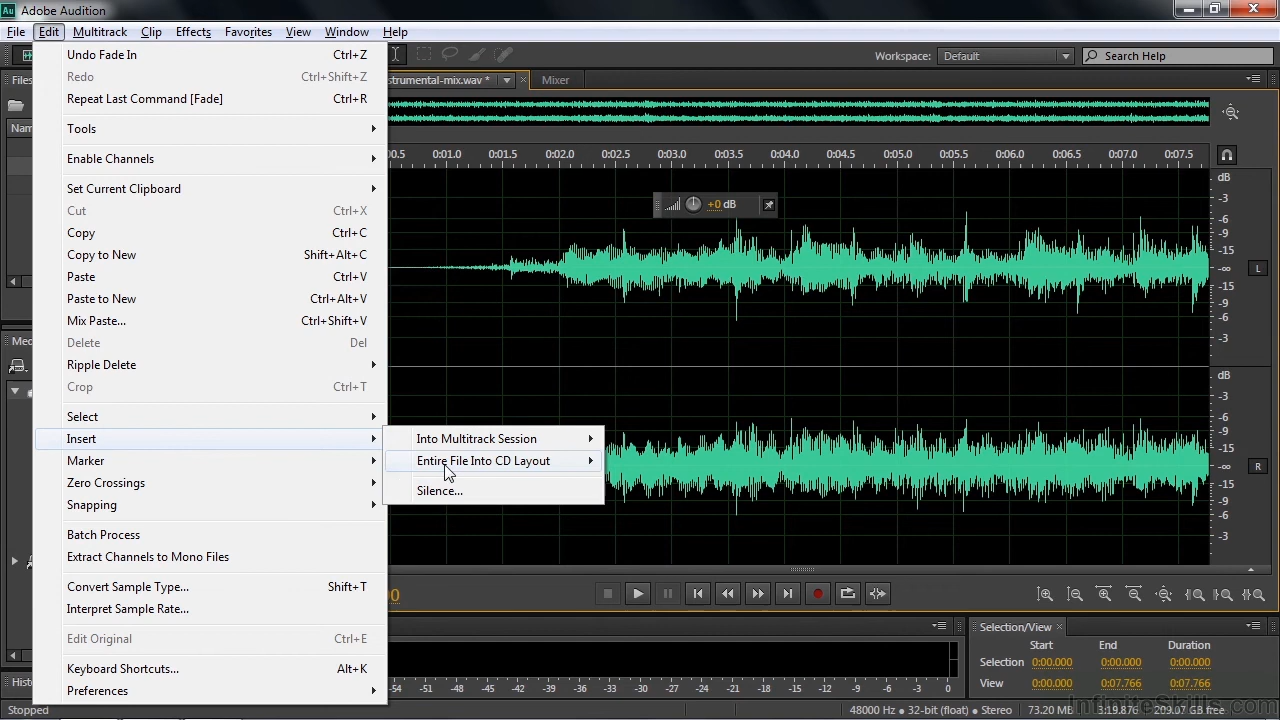 Au Adobe Audition
File Edit Multitrack Clip Effects Favorites View Window Help
Workspace: Default Search Help
Files
strumental-mix.wav * Mixer
Undo Fade In Ctrl+Z
Redo Ctrl+Shift+Z
Repeat Last Command [Fade] Ctrl+R
Tools
Enable Channels
Set Current Clipboard
Cut Ctrl+X
Copy Ctrl+C
Copy to New Shift+Alt+C
Paste Ctrl+V
Paste to New Ctrl+Alt+V
Mix Paste... Ctrl+Shift+V
Delete Del
Ripple Delete
Crop Ctrl+T
Select
Insert
Marker
Zero Crossings
Snapping
Batch Process
Extract Channels to Mono Files
Convert Sample Type... Shift+T
Interpret Sample Rate...
Edit Original Ctrl+E
Keyboard Shortcuts... Alt+K
Preferences
Into Multitrack Session
Entire File Into CD Layout
Silence...
Nam
Med
Hist
0:01.0 0:01.5 0:02.0 0:02.5 0:03.0 0:03.5 0:04.0 0:04.5 0:05.0 0:05.5 0:06.0 0:06.5 0:07.0 0:07.5
+0 dB
dB
-3
-6
-9
-15
-∞
-15
-9
-6
-3
L
dB
-3
-6
-9
-15
-∞
-15
-9
-6
-3
R
Selection/View
Start End Duration
Selection 0:00.000 0:00.000 0:00.000
View 0:00.000 0:07.766 0:07.766
-54 -51 -48 -45 -42 -39 -36 -33 -30 -27 -24 -21 -18 -15 -12 -9 -6 -3 0
Stopped 48000 Hz • 32-bit (float) • Stereo 73.20 MB 3:19.876 209.07 GB free
InfiniteSkills.com